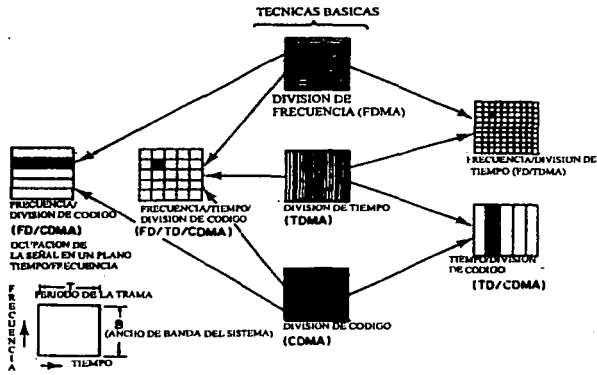 TECNICAS BASICAS
DIVISION DE
FRECUENCIA (FDMA)
FRECUENCIA/DIVISION DE
TIEMPO (FD/TDMA)
FRECUENCIA/
DIVISION DE CODIGO
(FD/CDMA)
FRECUENCIA/TIEMPO/
DIVISION DE CODIGO
(FD/TD/CDMA)
DIVISION DE TIEMPO
(TDMA)
TIEMPO/DIVISION
DE CODIGO
(TD/CDMA)
OCUPACION DE
LA SEÑAL EN UN PLANO
TIEMPO/FRECUENCIA
DIVISION DE CODIGO
(CDMA)
T
PERIODO DE LA TRAMA
B
(ANCHO DE BANDA DEL SISTEMA)
FRECUENCIA
TIEMPO